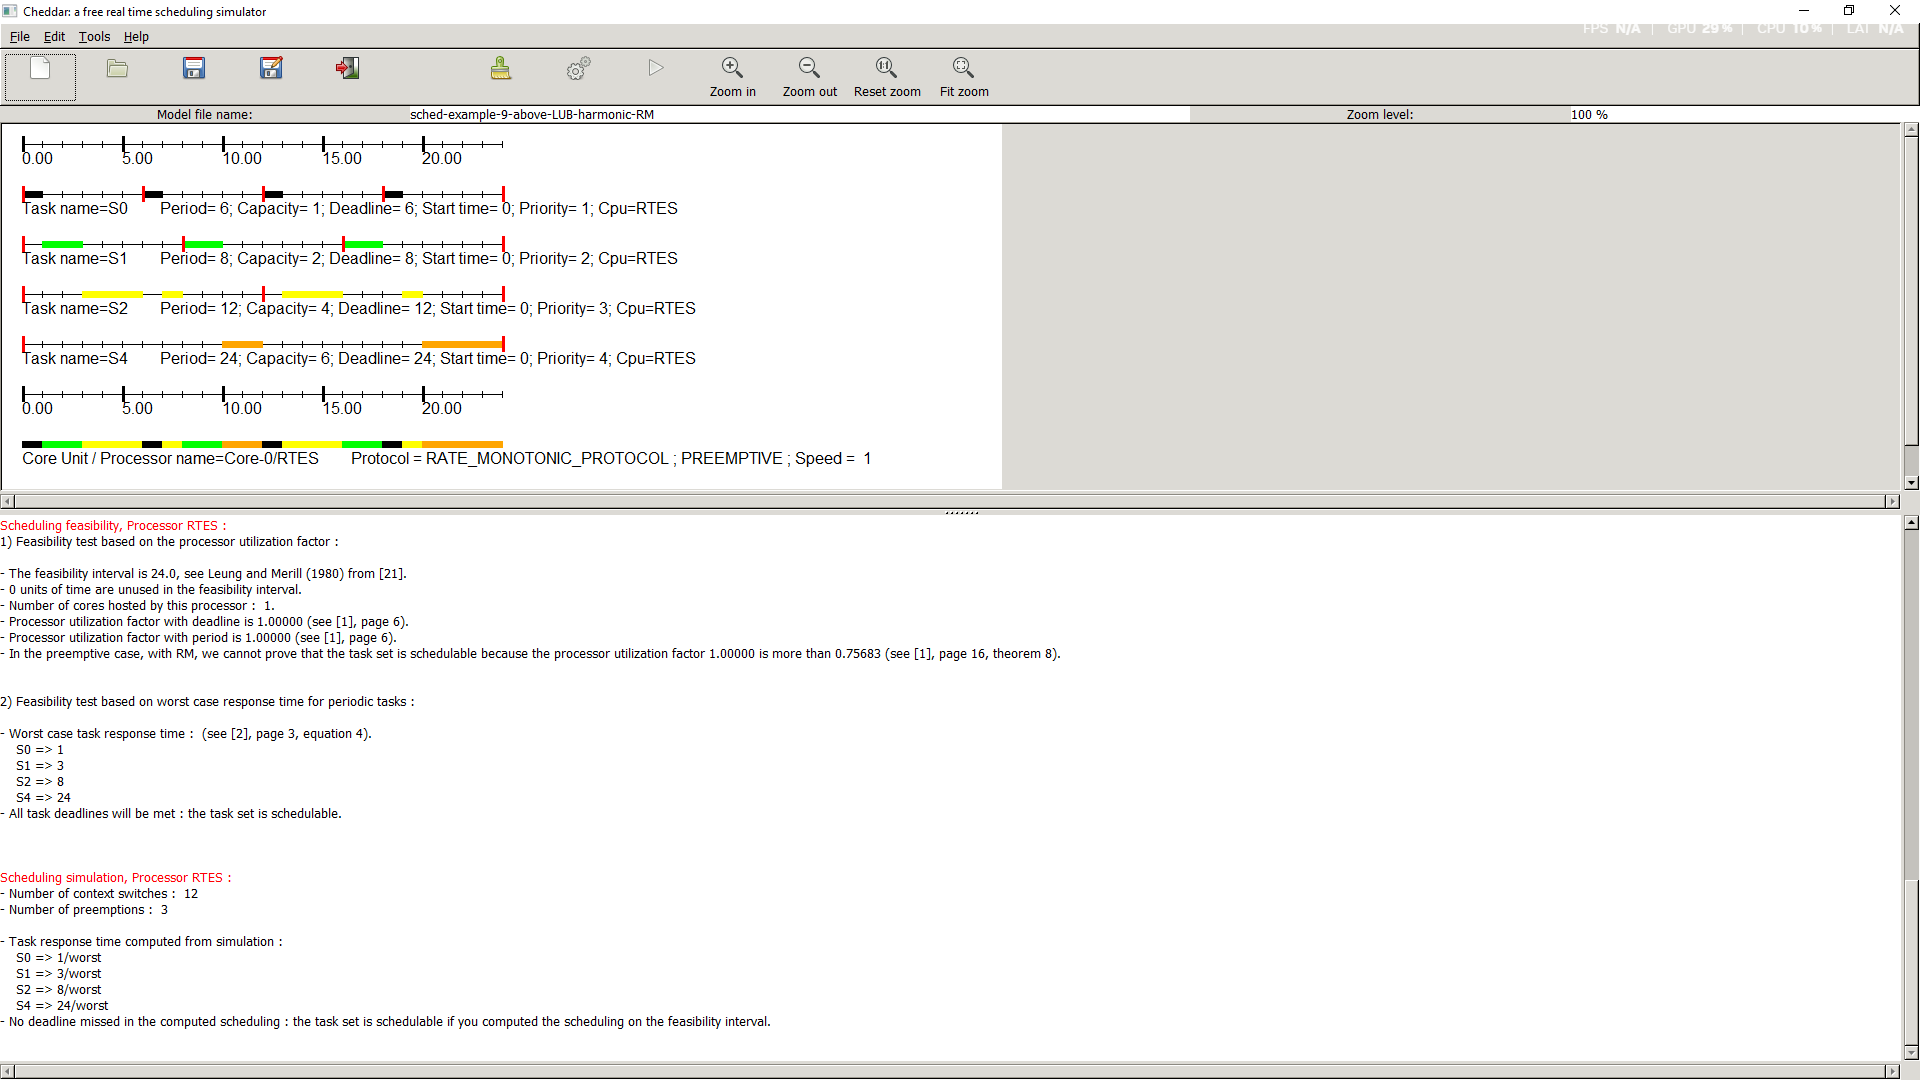 Cheddar: a free real time scheduling simulator
File Edit Tools Help
FPS N/A | GPU 29% | CPU 10% | LAT N/A
Zoom in Zoom out Reset zoom Fit zoom
Model file name: sched-example-9-above-LUB-harmonic-RM Zoom level: 100 %
0.00 5.00 10.00 15.00 20.00
Task name=S0 Period= 6; Capacity= 1; Deadline= 6; Start time= 0; Priority= 1; Cpu=RTES
Task name=S1 Period= 8; Capacity= 2; Deadline= 8; Start time= 0; Priority= 2; Cpu=RTES
Task name=S2 Period= 12; Capacity= 4; Deadline= 12; Start time= 0; Priority= 3; Cpu=RTES
Task name=S4 Period= 24; Capacity= 6; Deadline= 24; Start time= 0; Priority= 4; Cpu=RTES
0.00 5.00 10.00 15.00 20.00
Core Unit / Processor name=Core-0/RTES Protocol = RATE_MONOTONIC_PROTOCOL ; PREEMPTIVE ; Speed = 1
Scheduling feasibility, Processor RTES :
1) Feasibility test based on the processor utilization factor :
- The feasibility interval is 24.0, see Leung and Merill (1980) from [21].
- 0 units of time are unused in the feasibility interval.
- Number of cores hosted by this processor : 1.
- Processor utilization factor with deadline is 1.00000 (see [1], page 6).
- Processor utilization factor with period is 1.00000 (see [1], page 6).
- In the preemptive case, with RM, we cannot prove that the task set is schedulable because the processor utilization factor 1.00000 is more than 0.75683 (see [1], page 16, theorem 8).
2) Feasibility test based on worst case response time for periodic tasks :
- Worst case task response time : (see [2], page 3, equation 4).
S0 => 1
S1 => 3
S2 => 8
S4 => 24
- All task deadlines will be met : the task set is schedulable.
Scheduling simulation, Processor RTES :
- Number of context switches : 12
- Number of preemptions : 3
- Task response time computed from simulation :
S0 => 1/worst
S1 => 3/worst
S2 => 8/worst
S4 => 24/worst
- No deadline missed in the computed scheduling : the task set is schedulable if you computed the scheduling on the feasibility interval.